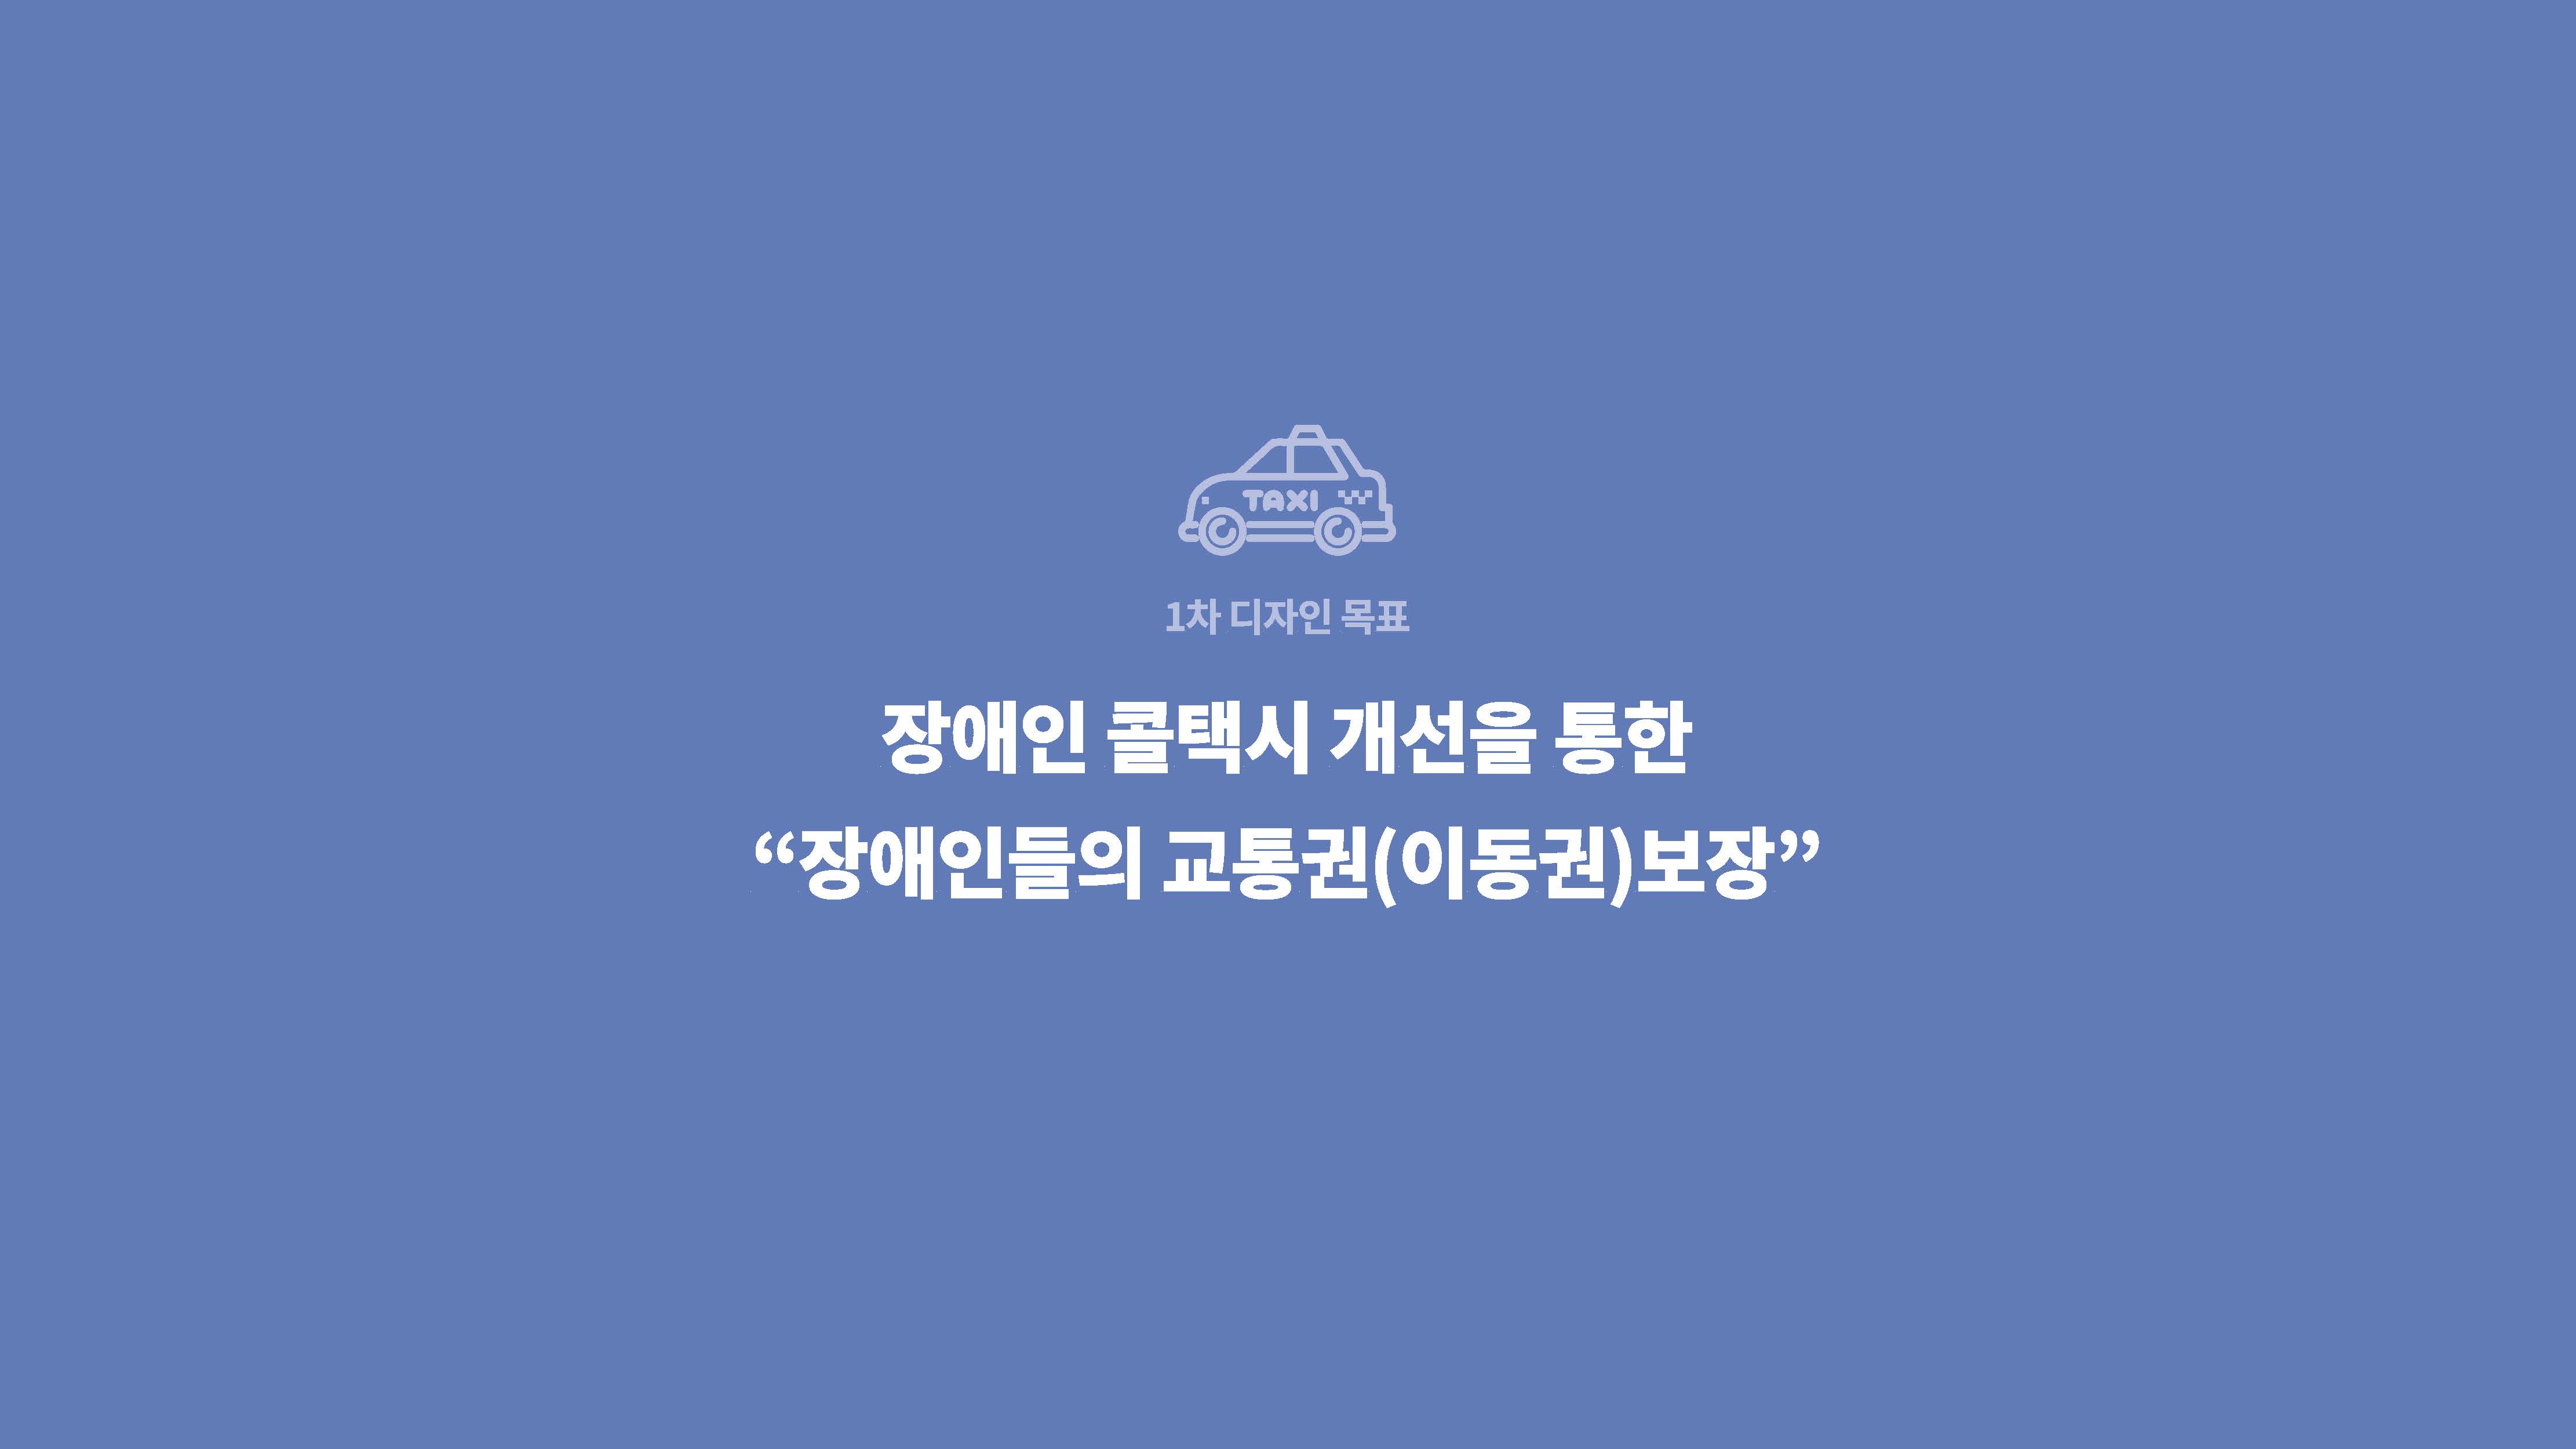 TAXI
1차 디자인 목표
장애인 콜택시 개선을 통한
“장애인들의 교통권(이동권)보장”